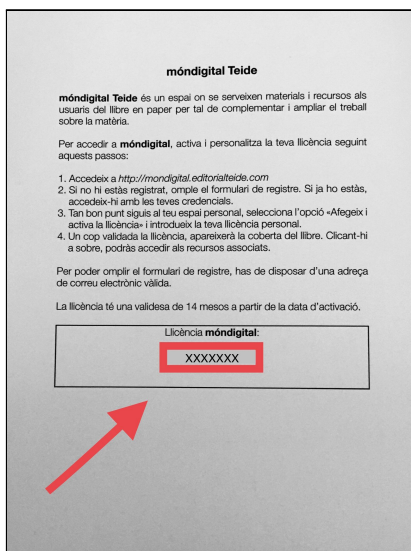 móndigital Teide
móndigital Teide és un espai on se serveixen materials i recursos als
usuaris del llibre en paper per tal de complementar i ampliar el treball
sobre la matèria.
Per accedir a móndigital, activa i personalitza la teva llicència seguint
aquests passos:
1. Accedeix a http://mondigital.editorialteide.com
2. Si no hi estàs registrat, omple el formulari de registre. Si ja ho estàs,
accedeix-hi amb les teves credencials.
3. Tan bon punt siguis al teu espai personal, selecciona l'opció «Afegeix i
activa la llicència» i introdueix la teva llicència personal.
4. Un cop validada la llicència, apareixerà la coberta del llibre. Clicant-hi
a sobre, podràs accedir als recursos associats.
Per poder omplir el formulari de registre, has de disposar d'una adreça
de correu electrònic vàlida.
La llicència té una validesa de 14 mesos a partir de la data d'activació.
Llicència móndigital:
XXXXXXX